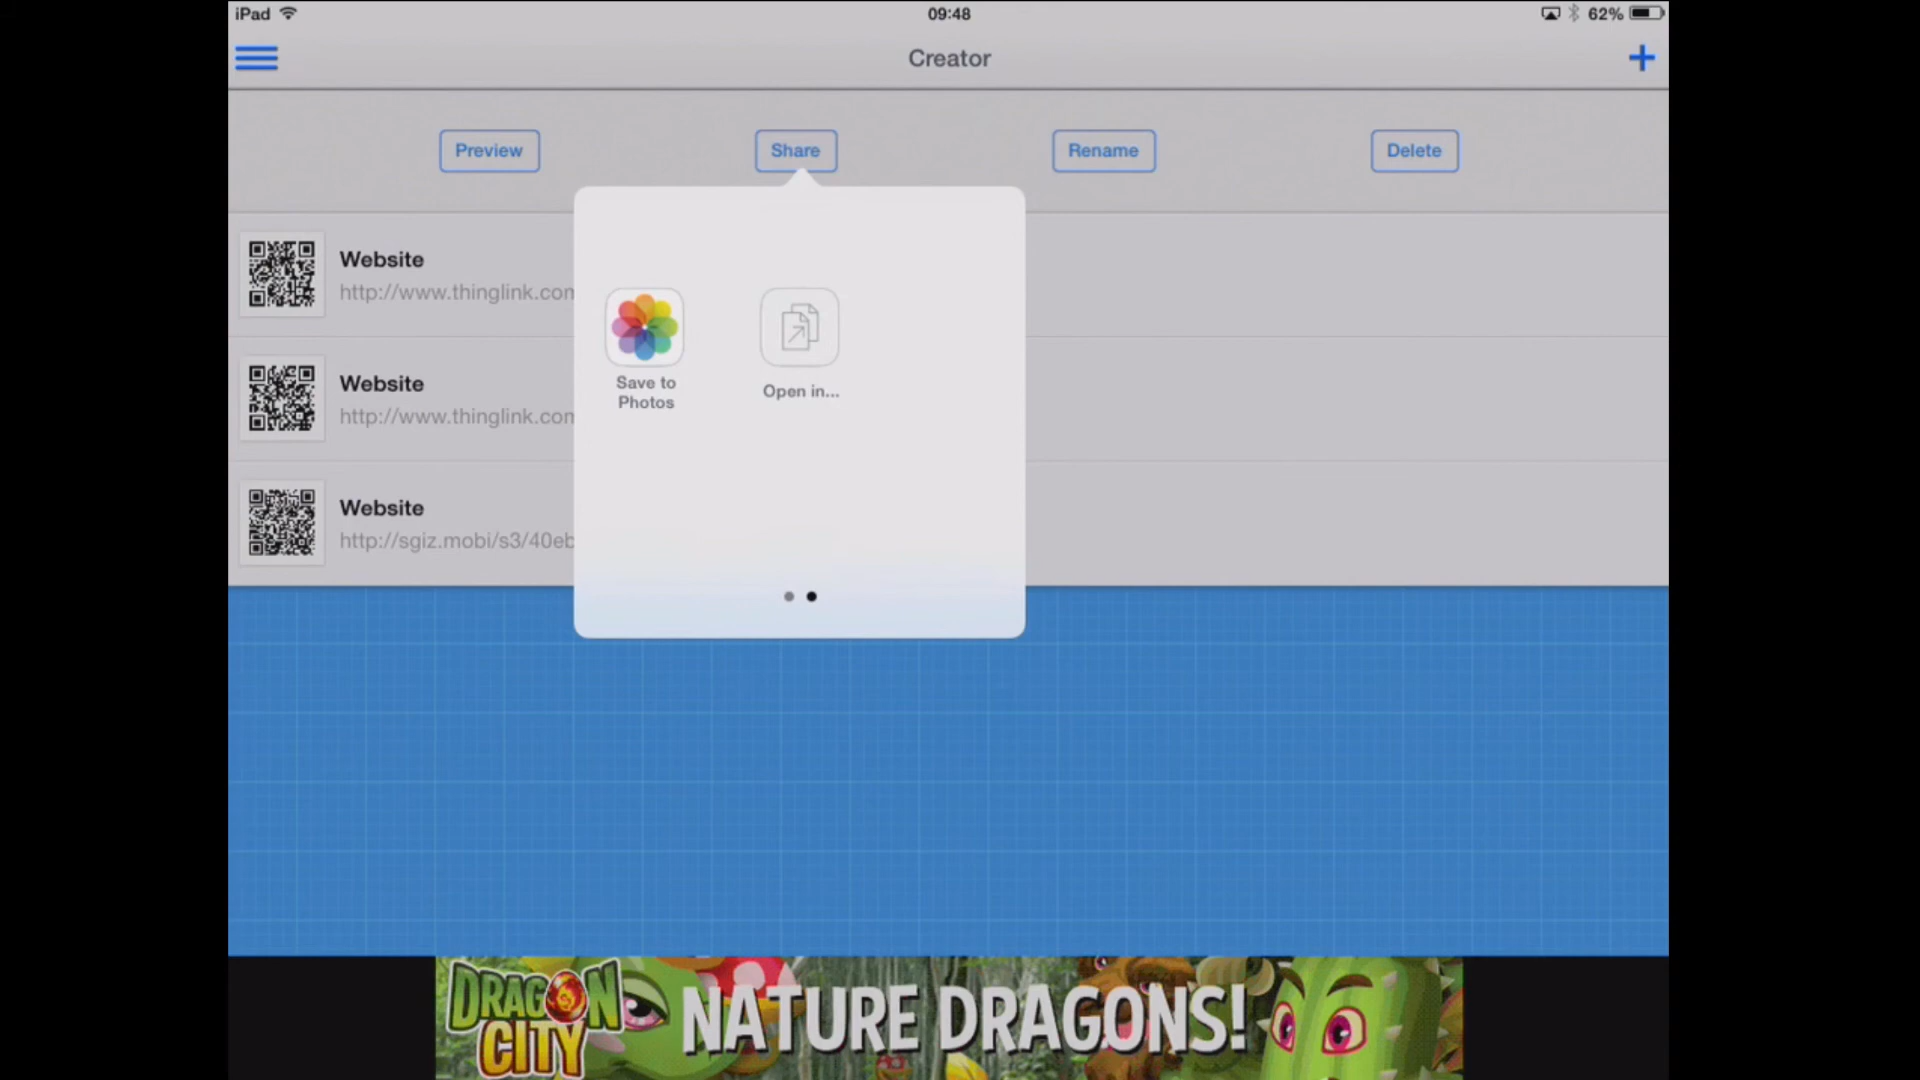 iPad 09:48 62%
Creator
Preview Share Rename Delete
Website
http://www.thinglink.com
Website
http://www.thinglink.com
Website
http://sgiz.mobi/s3/40eb
Save to
Photos
Open in...
DRAGON
CITY
NATURE DRAGONS!